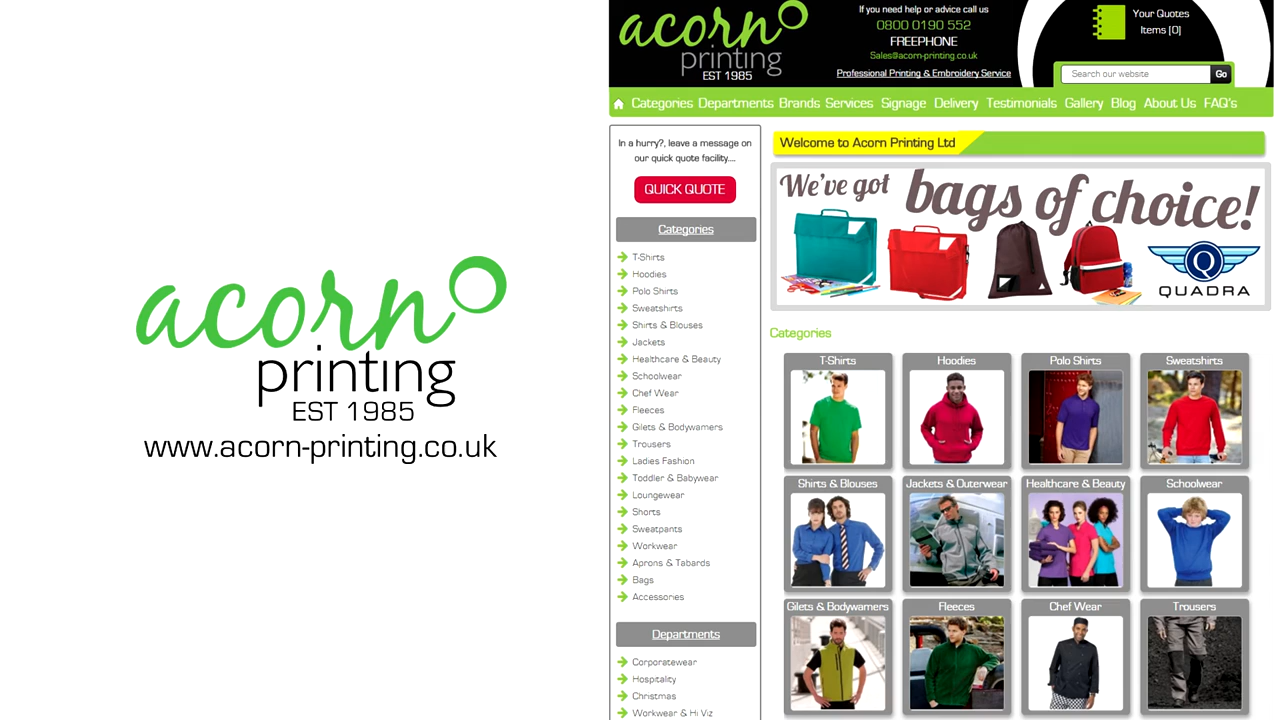 acorn
printing
EST 1985
www.acorn-printing.co.uk
acorn
printing
EST 1985
If you need help or advice call us
0800 0190 552
FREEPHONE
Sales@acorn-printing.co.uk
Professional Printing & Embroidery Service
Your Quotes
Items [0]
Search our website Go
Categories Departments Brands Services Signage Delivery Testimonials Gallery Blog About Us FAQ's
In a hurry?, leave a message on
our quick quote facility....
QUICK QUOTE
Categories
T-Shirts
Hoodies
Polo Shirts
Sweatshirts
Shirts & Blouses
Jackets
Healthcare & Beauty
Schoolwear
Chef Wear
Fleeces
Gilets & Bodywamers
Trousers
Ladies Fashion
Toddler & Babywear
Loungewear
Shorts
Sweatpants
Workwear
Aprons & Tabards
Bags
Accessories
Departments
Corporatewear
Hospitality
Christmas
Workwear & Hi Viz
Welcome to Acorn Printing Ltd
We've got bags of choice!
Q
QUADRA
Categories
T-Shirts Hoodies Polo Shirts Sweatshirts
Shirts & Blouses Jackets & Outerwear Healthcare & Beauty Schoolwear
Gilets & Bodywamers Fleeces Chef Wear Trousers